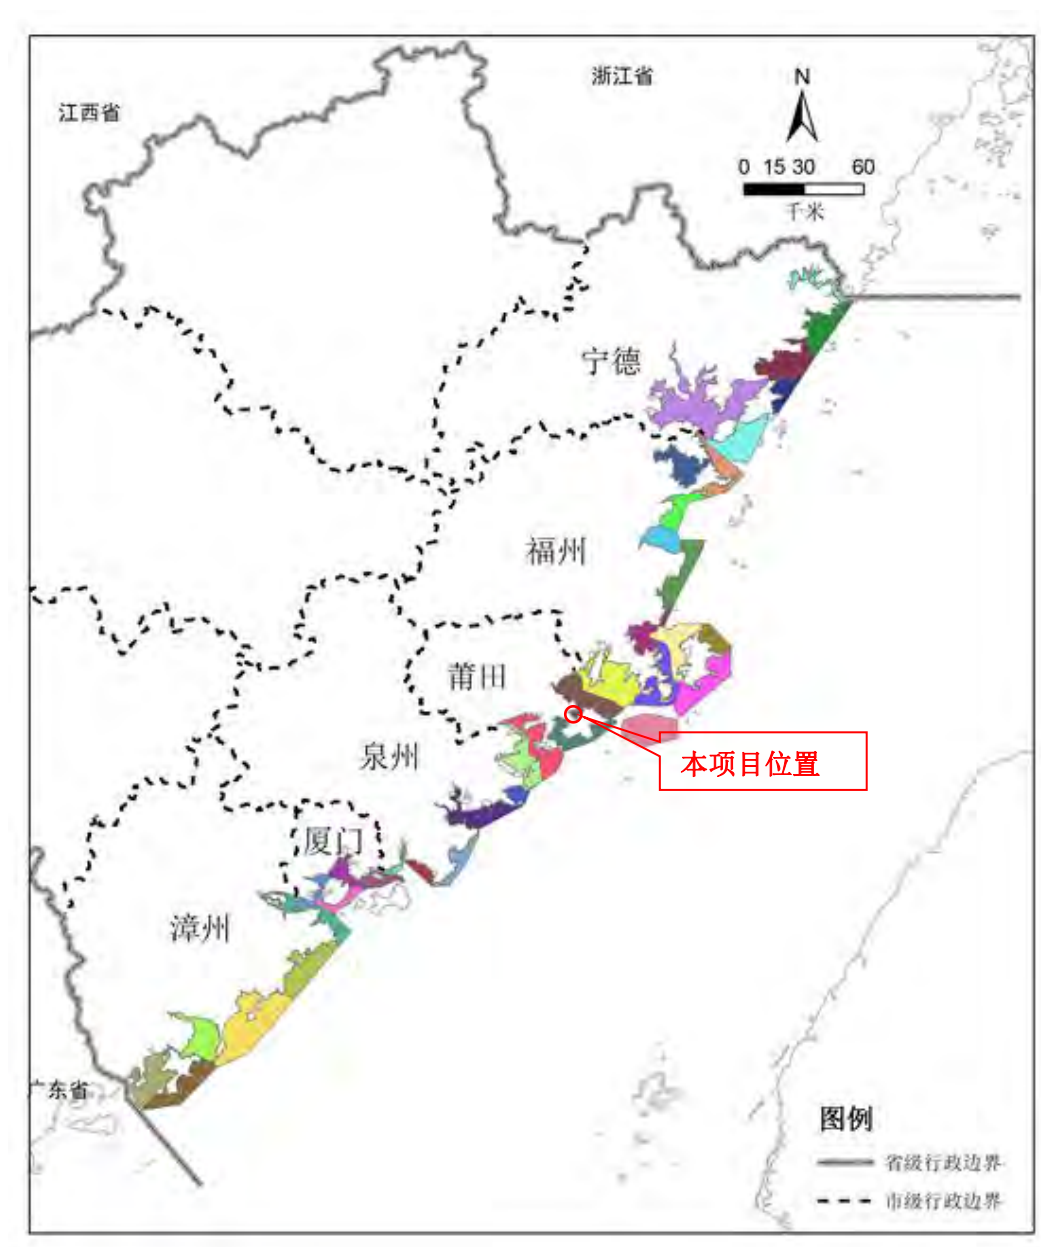 浙江省
江西省
N
0 15 30 60
千米
宁德
福州
莆田
本项目位置
泉州
厦门
漳州
广东省
图例
省级行政边界
市级行政边界